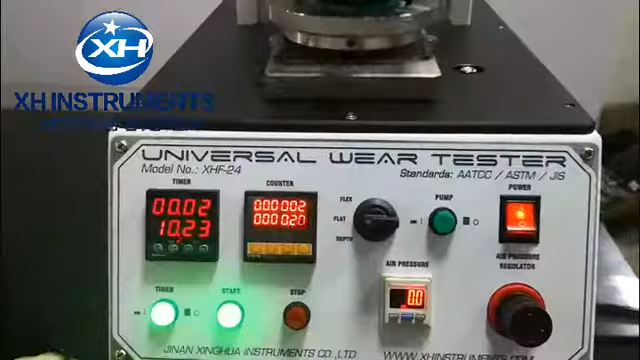 XH
XH INSTRUMENTS
UNIVERSAL WEAR TESTER
Model No.: XHF-24
Standards: AATCC / ASTM / JIS
TIMER
COUNTER
FLEX
FLAT
DEPTH
PUMP
POWER
00.02
10.23
000002
000020
I
O
AIR PRESSURE
0.0
AIR PRESSURE
REGULATOR
TIMER
START
STOP
I
O
JINAN XINGHUA INSTRUMENTS CO.,LTD
WWW.XHINSTRUMENTS.COM